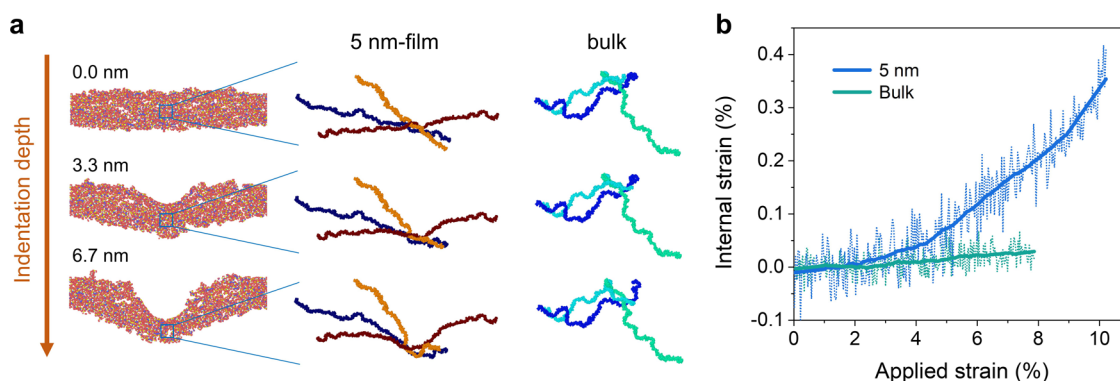 a
5 nm-film
bulk
Indentation depth
0.0 nm
3.3 nm
6.7 nm
b
Internal strain (%)
0.4
0.3
0.2
0.1
0.0
-0.1
5 nm
Bulk
0 2 4 6 8 10
Applied strain (%)